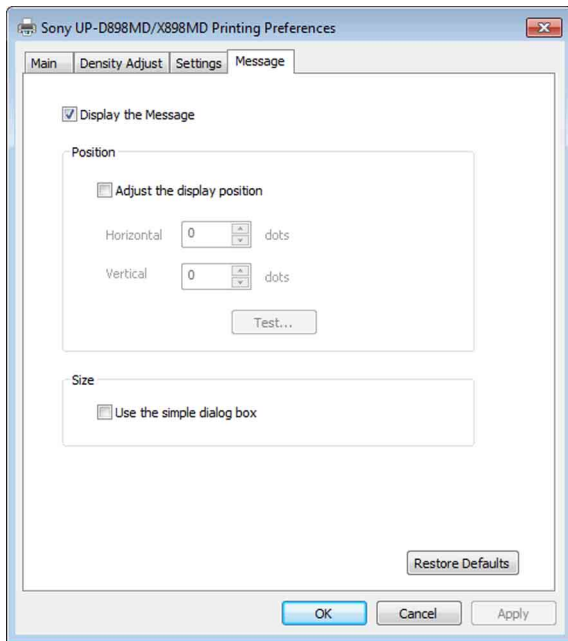 Sony UP-D898MD/X898MD Printing Preferences
Main Density Adjust Settings Message
Display the Message
Position
Adjust the display position
Horizontal 0 dots
Vertical 0 dots
Test...
Size
Use the simple dialog box
Restore Defaults
OK Cancel Apply